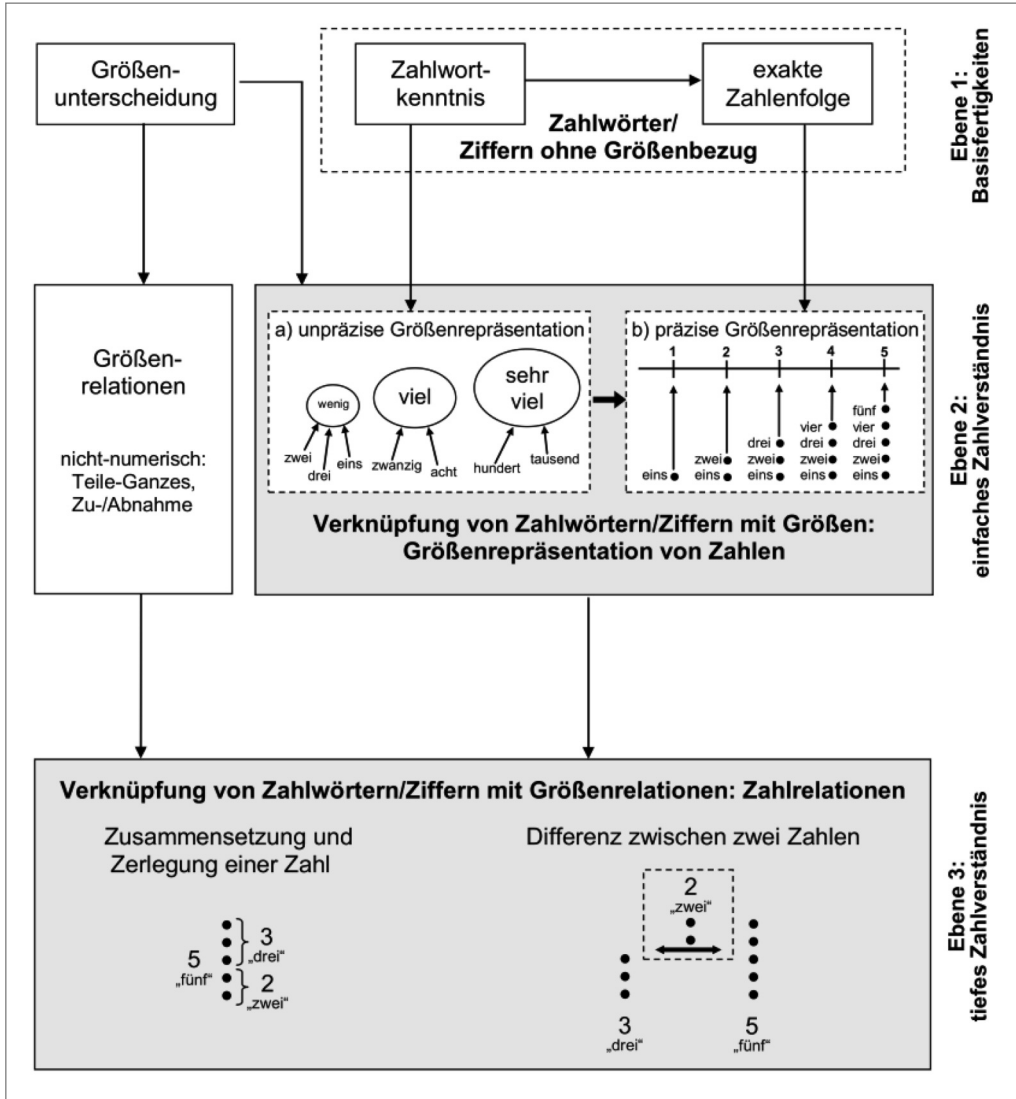 Größen-
unterscheidung
Zahlwort-
kenntnis
exakte
Zahlenfolge
Zahlwörter/
Ziffern ohne Größenbezug
Ebene 1:
Basisfertigkeiten
Größen-
relationen
nicht-numerisch:
Teile-Ganzes,
Zu-/Abnahme
a) unpräzise Größenrepräsentation
wenig
viel
sehr
viel
zwei
drei
eins
zwanzig
acht
hundert
tausend
b) präzise Größenrepräsentation
1 2 3 4 5
fünf
vier vier
drei drei drei
zwei zwei zwei zwei
eins eins eins eins eins
Verknüpfung von Zahlwörtern/Ziffern mit Größen:
Größenrepräsentation von Zahlen
Ebene 2:
einfaches Zahlverständnis
Verknüpfung von Zahlwörtern/Ziffern mit Größenrelationen: Zahlrelationen
Zusammensetzung und
Zerlegung einer Zahl
5
„fünf“
3
„drei“
2
„zwei“
Differenz zwischen zwei Zahlen
2
„zwei“
3
„drei“
5
„fünf“
Ebene 3:
tiefes Zahlverständnis